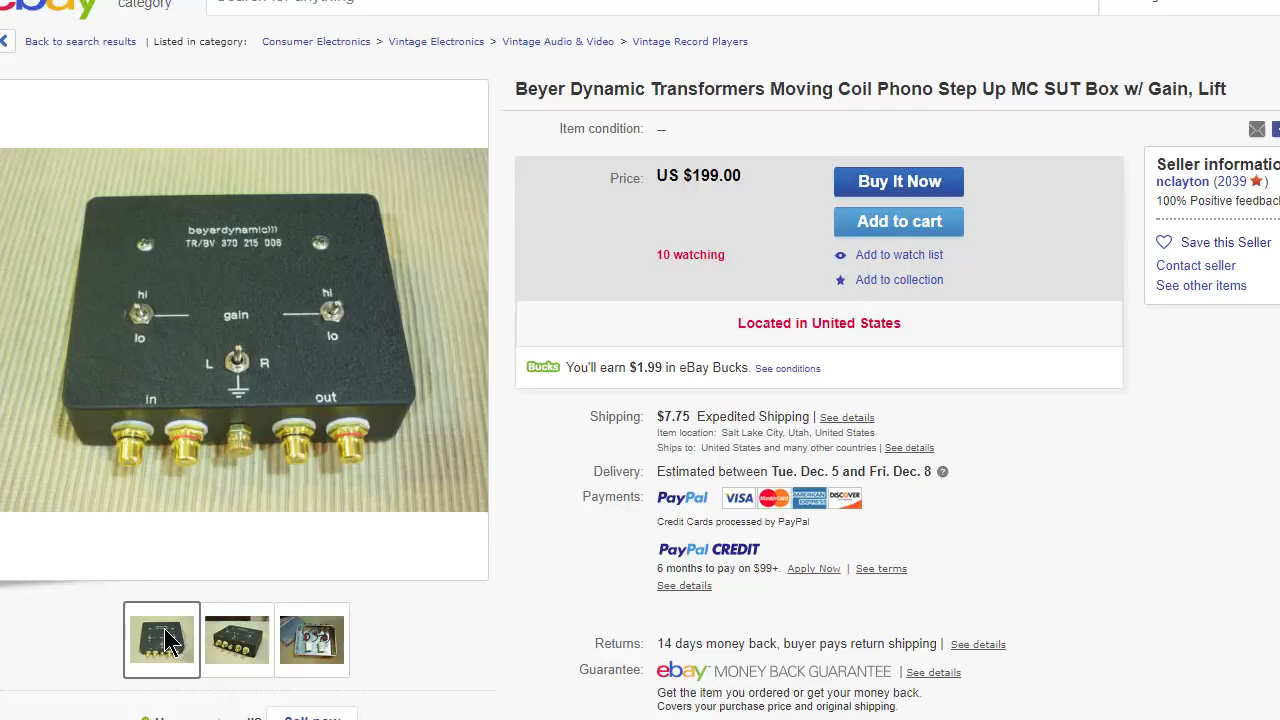 ebay
category
Back to search results | Listed in category: Consumer Electronics > Vintage Electronics > Vintage Audio & Video > Vintage Record Players
Beyer Dynamic Transformers Moving Coil Phono Step Up MC SUT Box w/ Gain, Lift
Item condition: --
Price: US $199.00
Buy It Now
Add to cart
10 watching
Add to watch list
Add to collection
Located in United States
Bucks You'll earn $1.99 in eBay Bucks. See conditions
Shipping: $7.75 Expedited Shipping | See details
Item location: Salt Lake City, Utah, United States
Ships to: United States and many other countries | See details
Delivery: Estimated between Tue. Dec. 5 and Fri. Dec. 8 ?
Payments: PayPal VISA MasterCard AMERICAN EXPRESS DISCOVER
Credit Cards processed by PayPal
PayPal CREDIT
6 months to pay on $99+. Apply Now | See terms
See details
Returns: 14 days money back, buyer pays return shipping | See details
Guarantee: ebay MONEY BACK GUARANTEE | See details
Get the item you ordered or get your money back.
Covers your purchase price and original shipping.
Seller informatio
nclayton (2039)
100% Positive feedbac
Save this Seller
Contact seller
See other items
beyerdynamic)))
TR/BV 370 215 006
hi hi
gain
lo lo
L R
in out